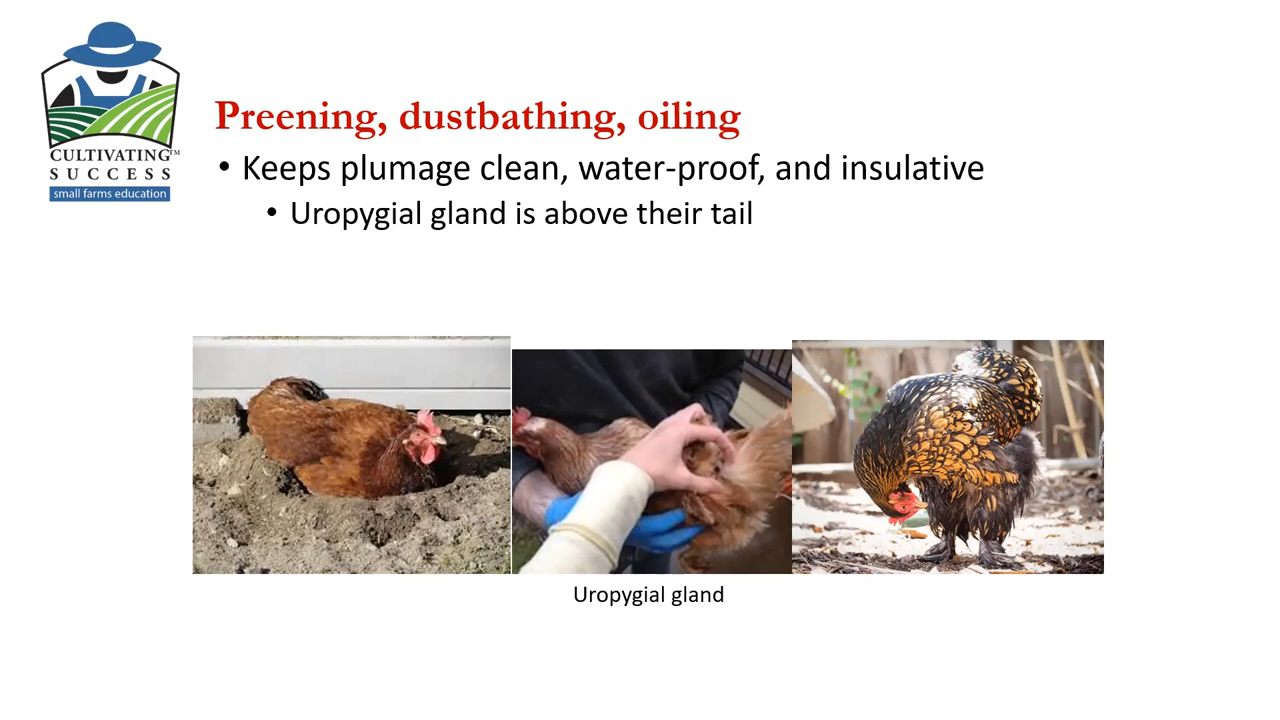 CULTIVATING™
SUCCESS
small farms education
Preening, dustbathing, oiling
• Keeps plumage clean, water-proof, and insulative
• Uropygial gland is above their tail
Uropygial gland